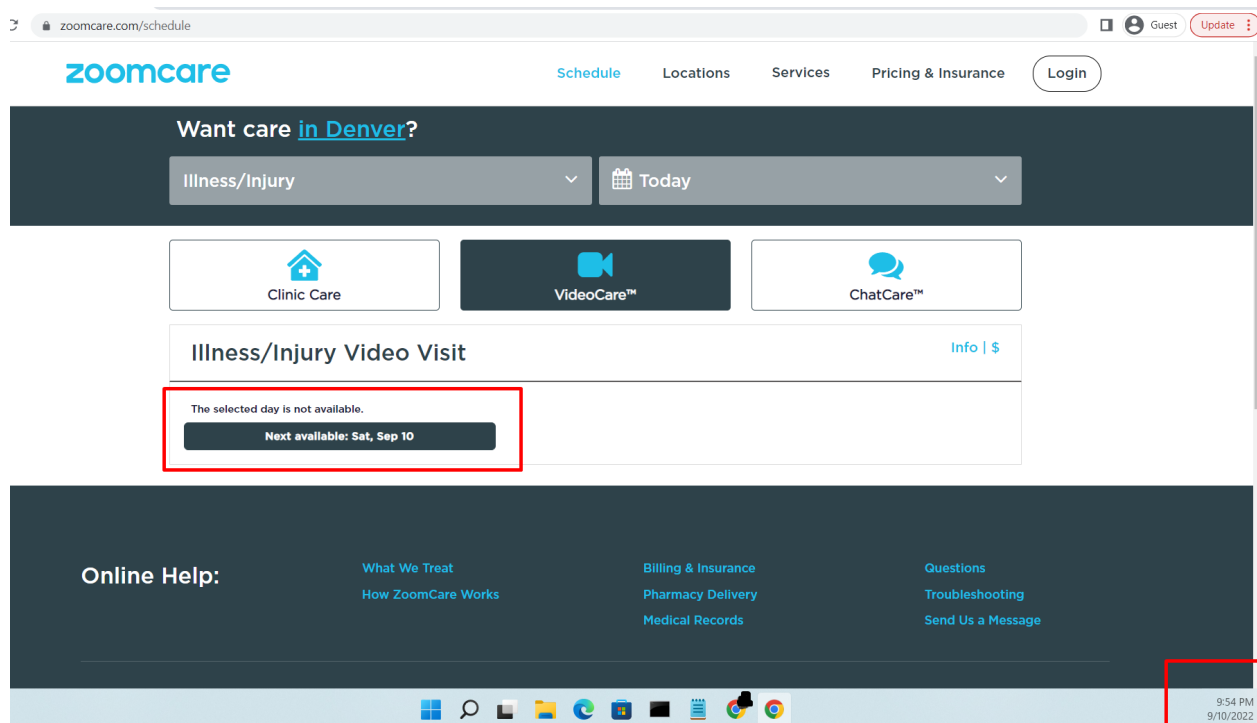 zoomcare.com/schedule
Guest
Update
zoomcare
Schedule Locations Services Pricing & Insurance Login
Want care in Denver?
Illness/Injury
Today
Clinic Care
VideoCare™
ChatCare™
Illness/Injury Video Visit
Info | $
The selected day is not available.
Next available: Sat, Sep 10
Online Help:
What We Treat
How ZoomCare Works
Billing & Insurance
Pharmacy Delivery
Medical Records
Questions
Troubleshooting
Send Us a Message
9:54 PM
9/10/2022